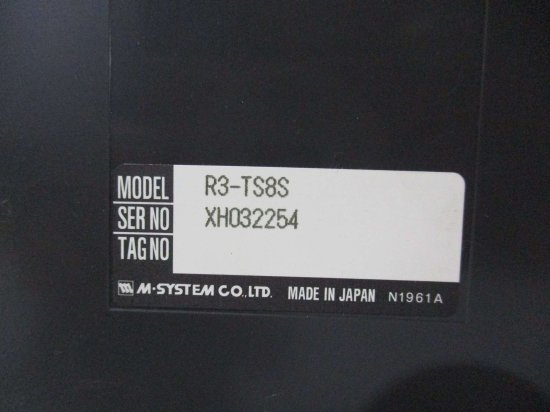 MODEL R3-TS8S
SER NO XH032254
TAG NO
M-SYSTEM CO.,LTD. MADE IN JAPAN N1961A